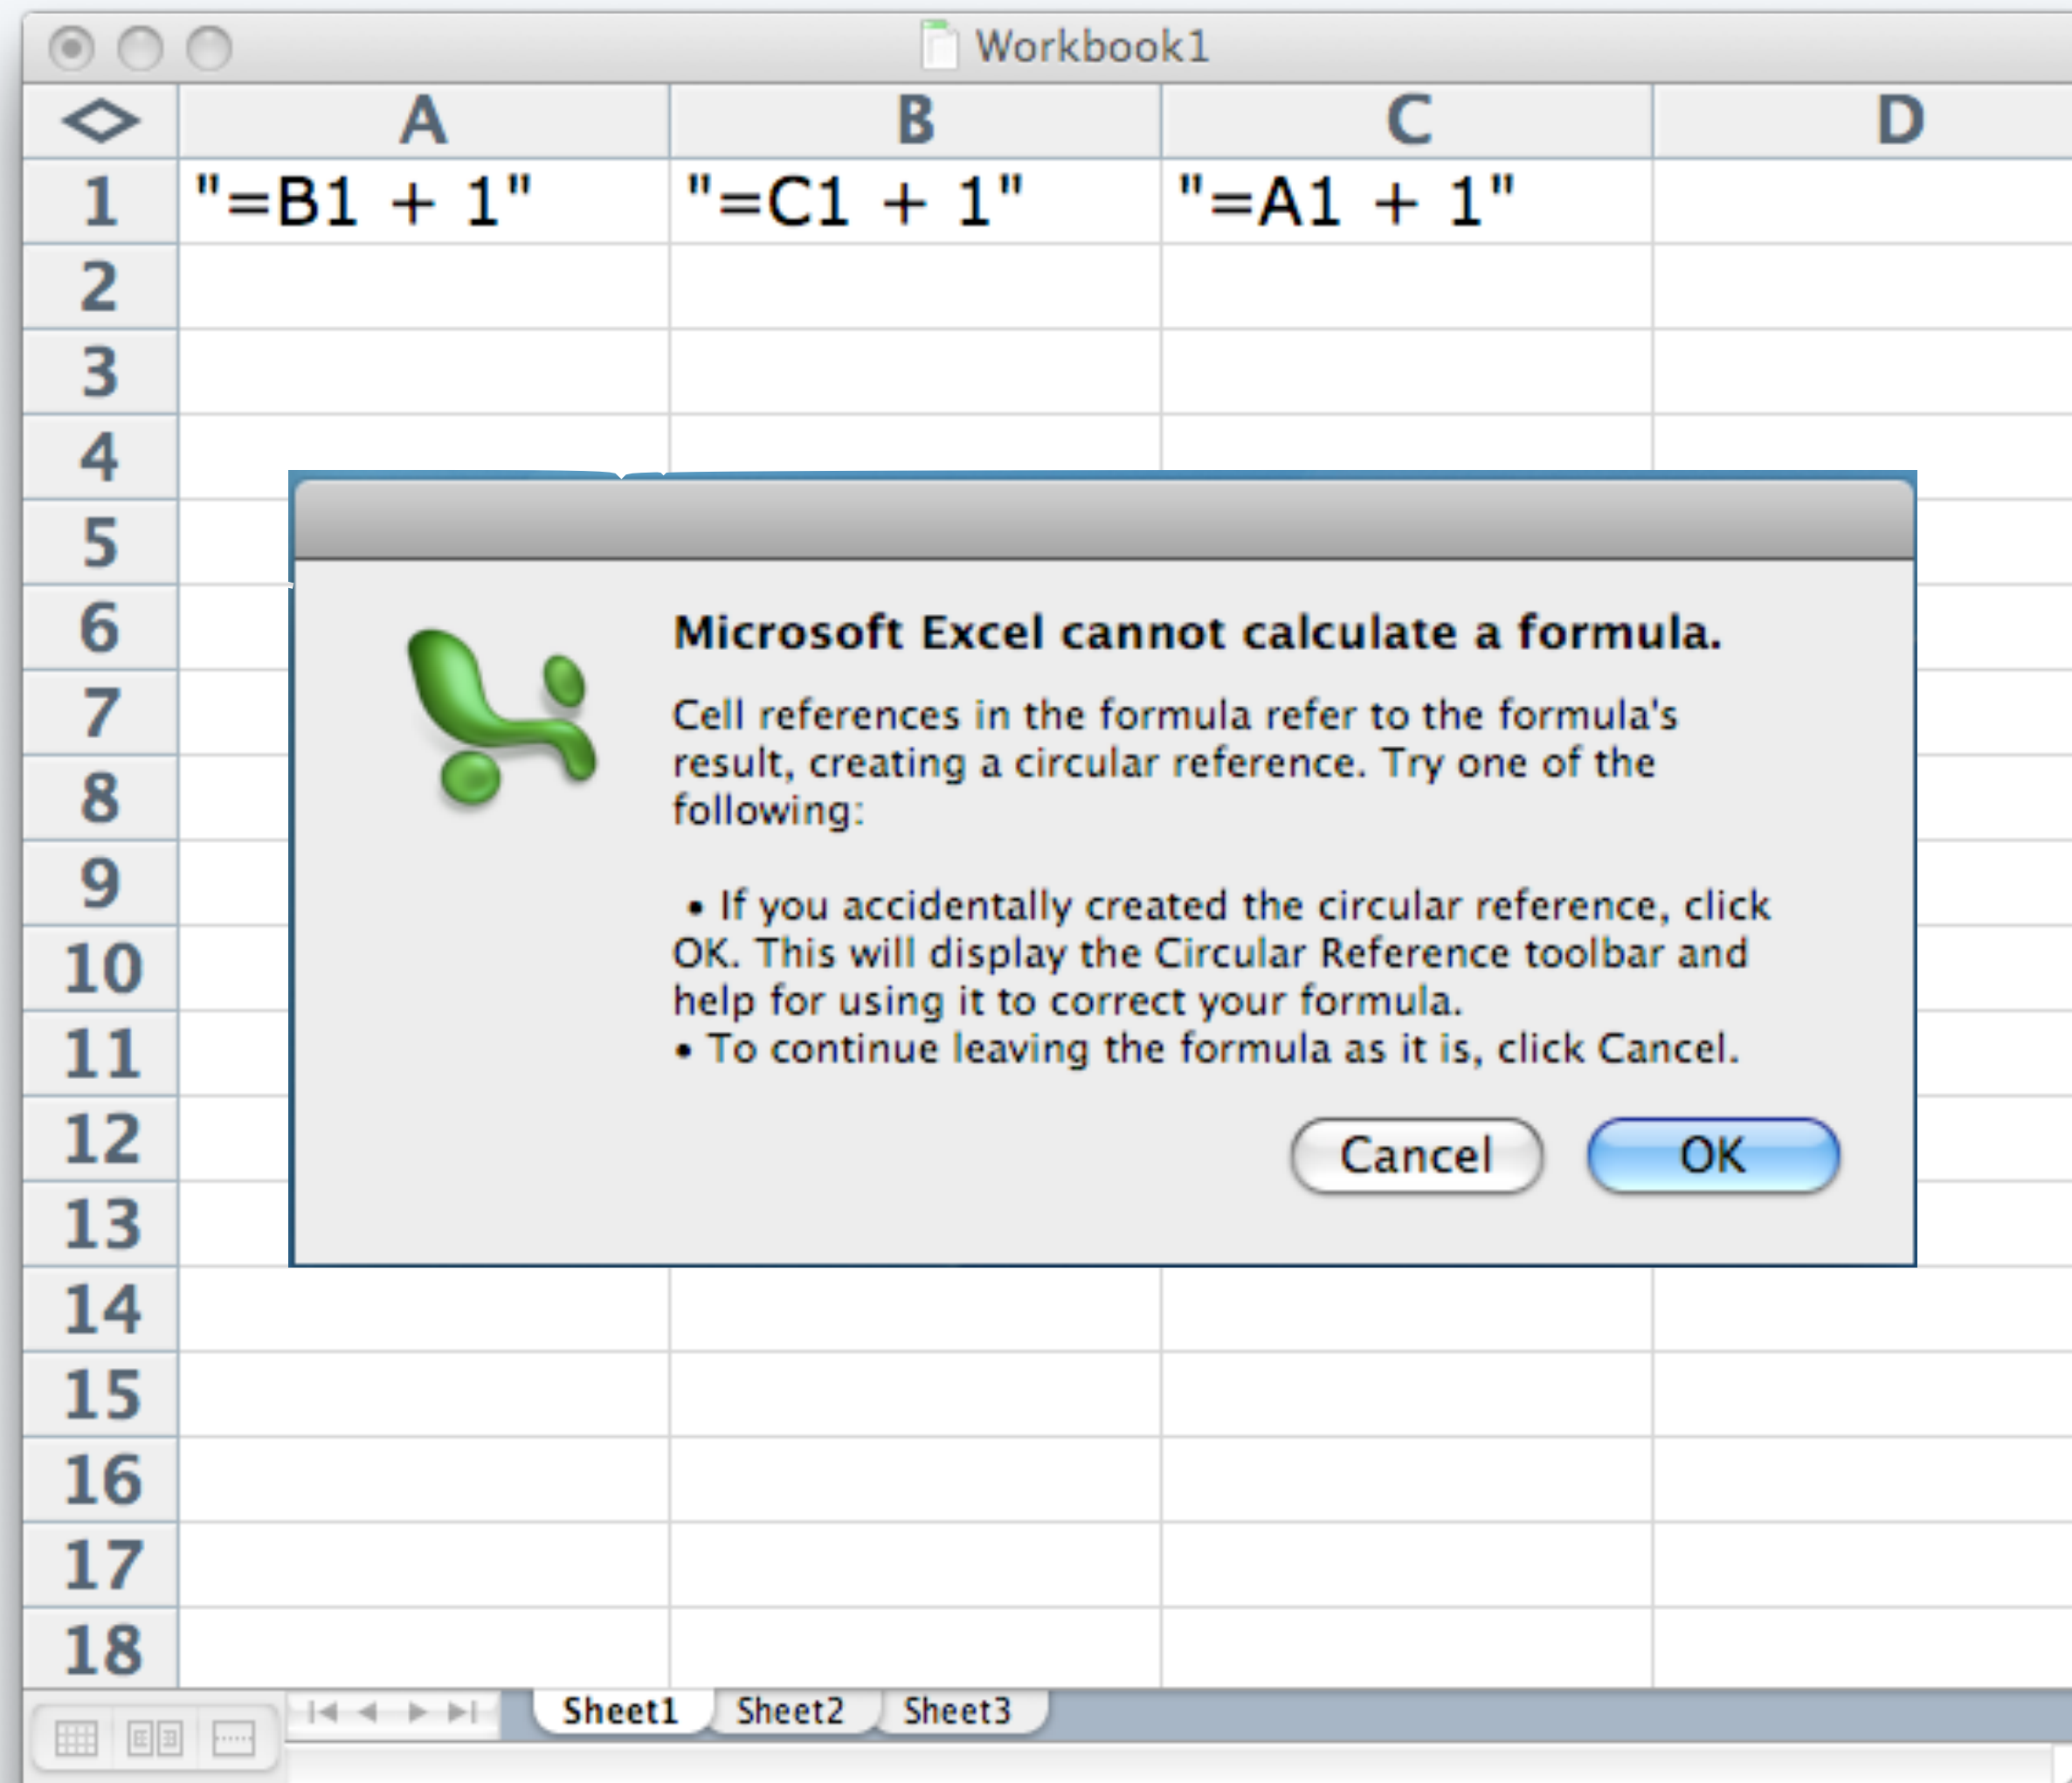 Workbook1
A B C D
1 "=B1 + 1" "=C1 + 1" "=A1 + 1"
2
3
4
5
6
7
8
9
10
11
12
13
14
15
16
17
18
Microsoft Excel cannot calculate a formula.
Cell references in the formula refer to the formula's
result, creating a circular reference. Try one of the
following:
• If you accidentally created the circular reference, click
OK. This will display the Circular Reference toolbar and
help for using it to correct your formula.
• To continue leaving the formula as it is, click Cancel.
Cancel OK
Sheet1 Sheet2 Sheet3